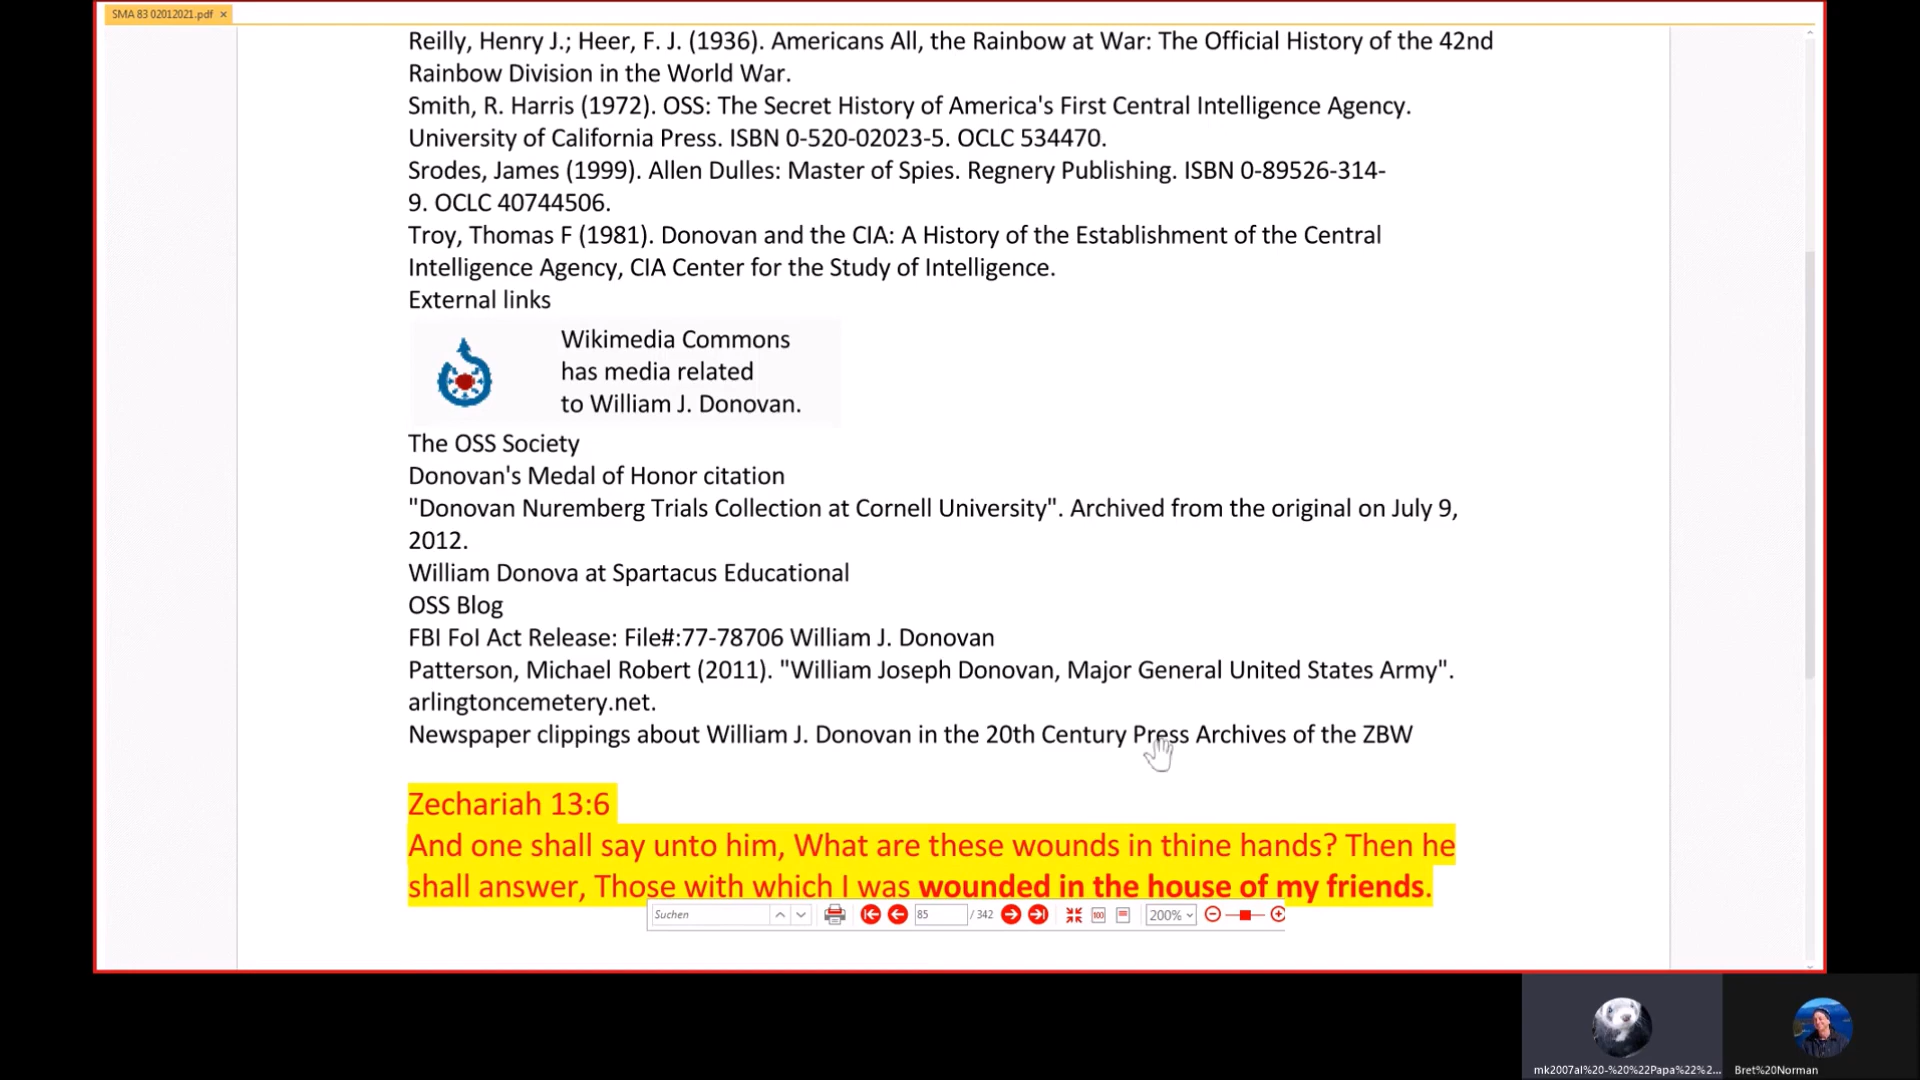 SMA 83 02012021.pdf ×
Reilly, Henry J.; Heer, F. J. (1936). Americans All, the Rainbow at War: The Official History of the 42nd
Rainbow Division in the World War.
Smith, R. Harris (1972). OSS: The Secret History of America's First Central Intelligence Agency.
University of California Press. ISBN 0-520-02023-5. OCLC 534470.
Srodes, James (1999). Allen Dulles: Master of Spies. Regnery Publishing. ISBN 0-89526-314-
9. OCLC 40744506.
Troy, Thomas F (1981). Donovan and the CIA: A History of the Establishment of the Central
Intelligence Agency, CIA Center for the Study of Intelligence.
External links
Wikimedia Commons
has media related
to William J. Donovan.
The OSS Society
Donovan's Medal of Honor citation
"Donovan Nuremberg Trials Collection at Cornell University". Archived from the original on July 9,
2012.
William Donova at Spartacus Educational
OSS Blog
FBI FoI Act Release: File#:77-78706 William J. Donovan
Patterson, Michael Robert (2011). "William Joseph Donovan, Major General United States Army".
arlingtoncemetery.net.
Newspaper clippings about William J. Donovan in the 20th Century Press Archives of the ZBW
Zechariah 13:6
And one shall say unto him, What are these wounds in thine hands? Then he
shall answer, Those with which I was wounded in the house of my friends.
Suchen 85 / 342 100 200%
mk2007al%20-%20%22Papa%22%2... Bret%20Norman